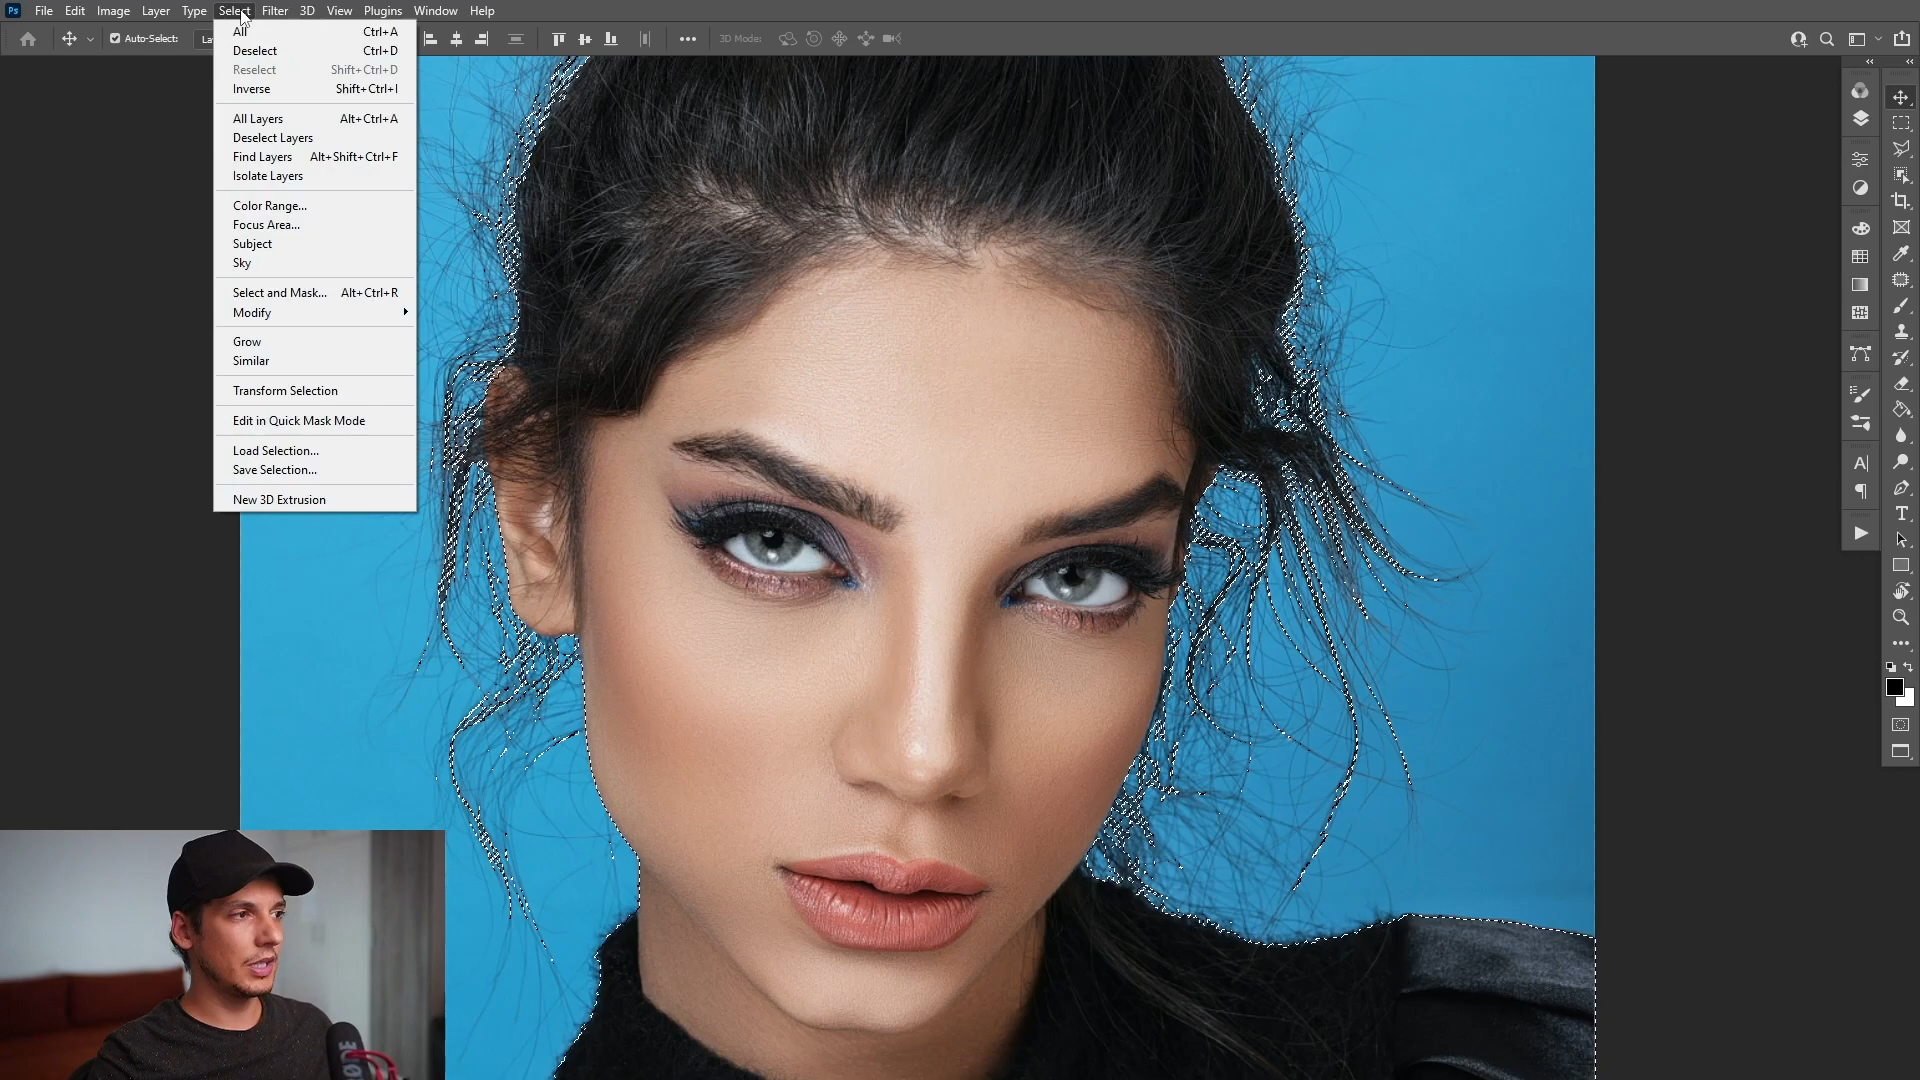 Ps File Edit Image Layer Type Select Filter 3D View Plugins Window Help
Auto-Select: 3D Mode:
All Ctrl+A
Deselect Ctrl+D
Reselect Shift+Ctrl+D
Inverse Shift+Ctrl+I
All Layers Alt+Ctrl+A
Deselect Layers
Find Layers Alt+Shift+Ctrl+F
Isolate Layers
Color Range...
Focus Area...
Subject
Sky
Select and Mask... Alt+Ctrl+R
Modify
Grow
Similar
Transform Selection
Edit in Quick Mask Mode
Load Selection...
Save Selection...
New 3D Extrusion
RØDE